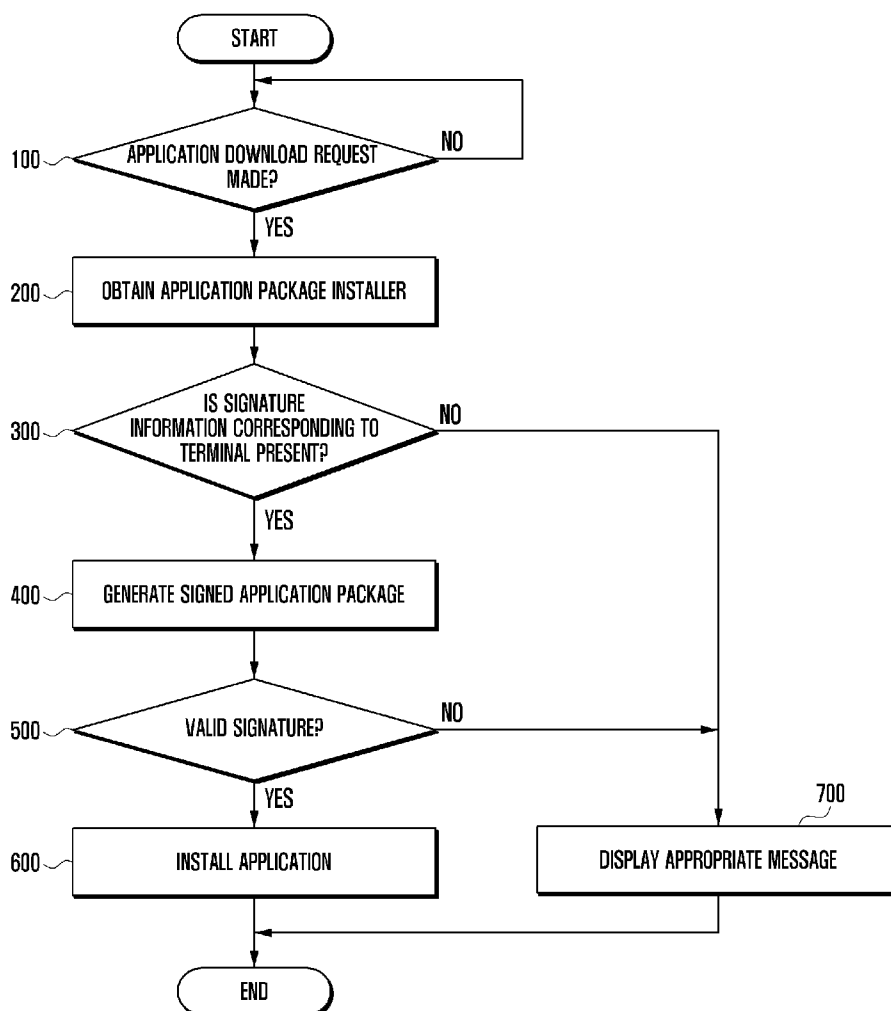 START
100
APPLICATION DOWNLOAD REQUEST
MADE?
NO
YES
200
OBTAIN APPLICATION PACKAGE INSTALLER
300
IS SIGNATURE
INFORMATION CORRESPONDING TO
TERMINAL PRESENT?
NO
YES
400
GENERATE SIGNED APPLICATION PACKAGE
500
VALID SIGNATURE?
NO
YES
600
INSTALL APPLICATION
700
DISPLAY APPROPRIATE MESSAGE
END